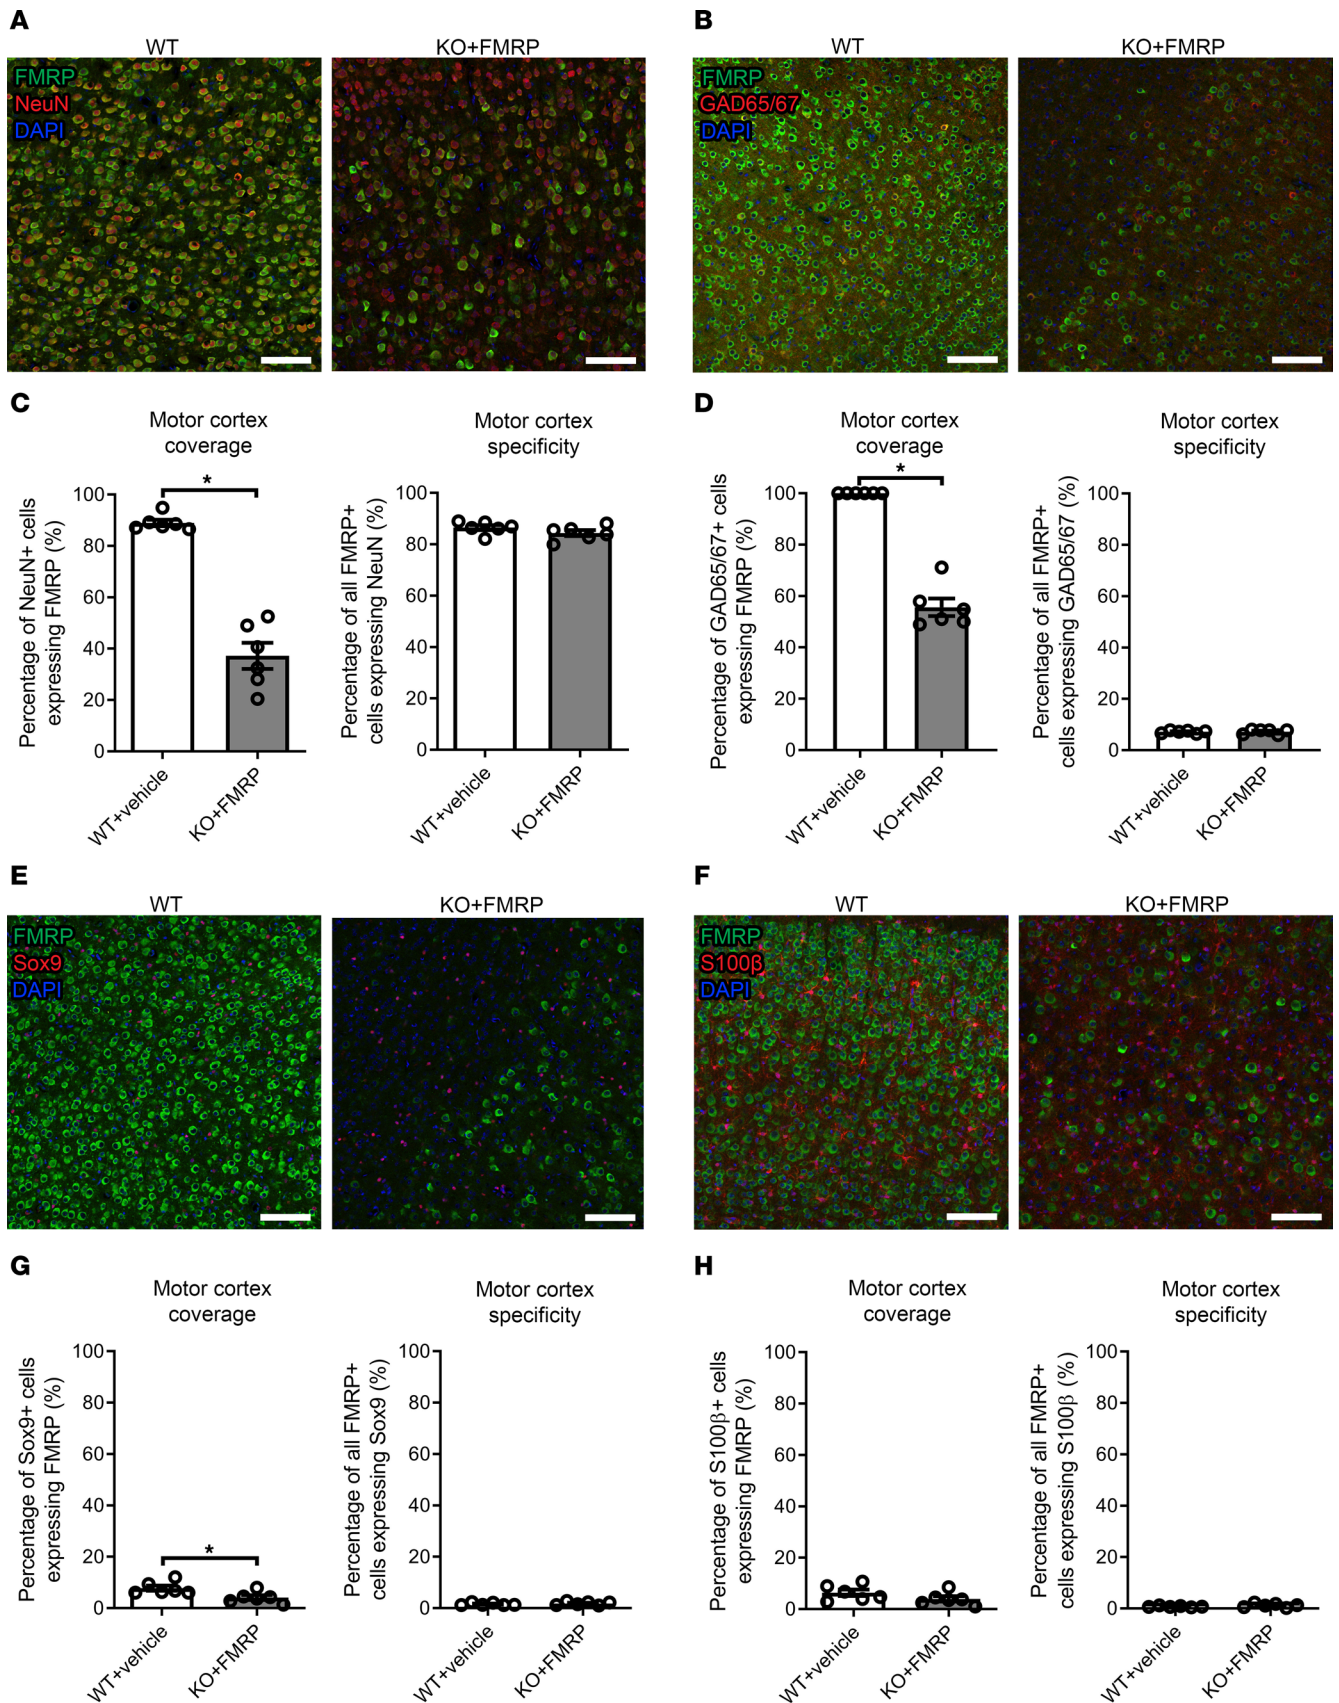 A
WT
KO+FMRP
FMRP
NeuN
DAPI
B
WT
KO+FMRP
FMRP
GAD65/67
DAPI
C
Motor cortex
coverage
Percentage of NeuN+ cells
expressing FMRP (%)
100
80
60
40
20
0
*
WT+vehicle
KO+FMRP
Motor cortex
specificity
Percentage of all FMRP+
cells expressing NeuN (%)
100
80
60
40
20
0
WT+vehicle
KO+FMRP
D
Motor cortex
coverage
Percentage of GAD65/67+ cells
expressing FMRP (%)
100
80
60
40
20
0
*
WT+vehicle
KO+FMRP
Motor cortex
specificity
Percentage of all FMRP+
cells expressing GAD65/67 (%)
100
80
60
40
20
0
WT+vehicle
KO+FMRP
E
WT
KO+FMRP
FMRP
Sox9
DAPI
F
WT
KO+FMRP
FMRP
S100β
DAPI
G
Motor cortex
coverage
Percentage of Sox9+ cells
expressing FMRP (%)
100
80
60
40
20
0
*
WT+vehicle
KO+FMRP
Motor cortex
specificity
Percentage of all FMRP+
cells expressing Sox9 (%)
100
80
60
40
20
0
WT+vehicle
KO+FMRP
H
Motor cortex
coverage
Percentage of S100β+ cells
expressing FMRP (%)
100
80
60
40
20
0
WT+vehicle
KO+FMRP
Motor cortex
specificity
Percentage of all FMRP+
cells expressing S100β (%)
100
80
60
40
20
0
WT+vehicle
KO+FMRP